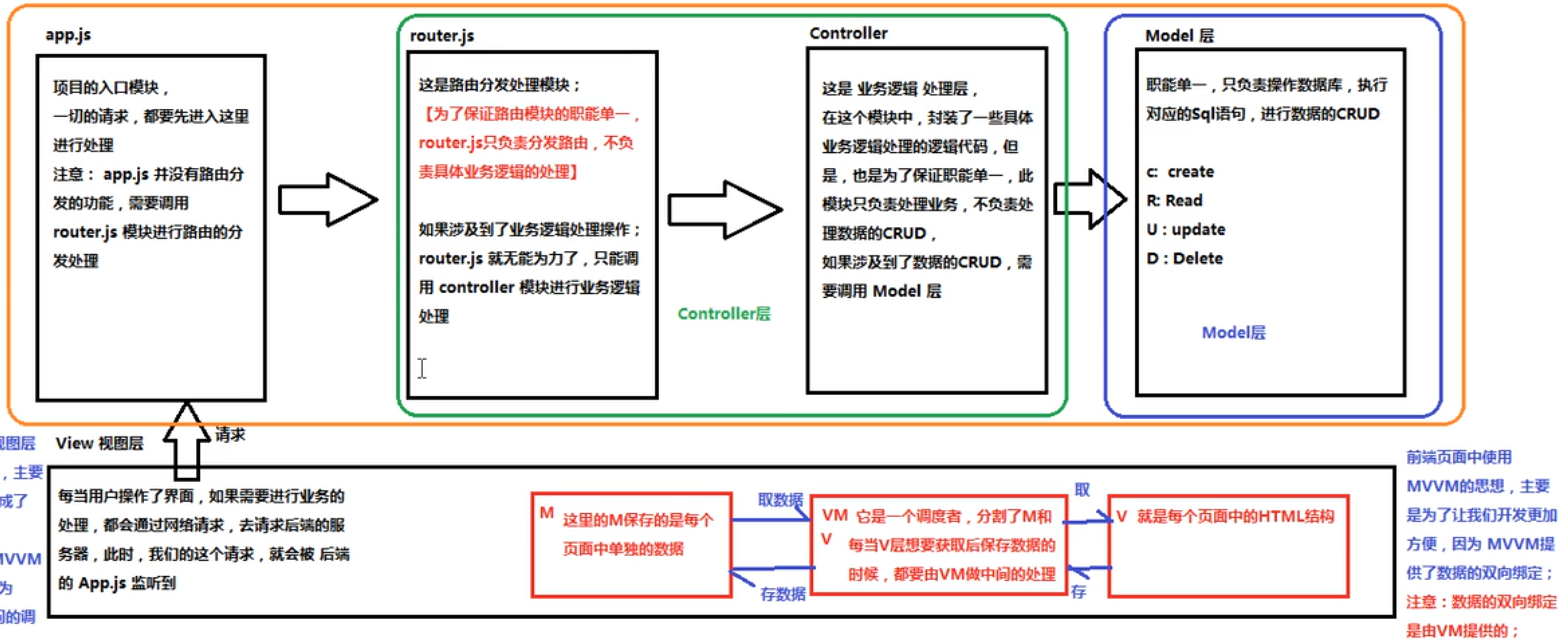 app.js
项目的入口模块，
一切的请求，都要先进入这里
进行处理
注意： app.js 并没有路由分
发的功能，需要调用
router.js 模块进行路由的分
发处理
router.js
这是路由分发处理模块；
【为了保证路由模块的职能单一，
router.js只负责分发路由，不负
责具体业务逻辑的处理】
如果涉及到了业务逻辑处理操作；
router.js 就无能为力了，只能调
用 controller 模块进行业务逻辑
处理
Controller层
Controller
这是 业务逻辑 处理层，
在这个模块中，封装了一些具体
业务逻辑处理的逻辑代码，但
是，也是为了保证职能单一，此
模块只负责处理业务，不负责处
理数据的CRUD，
如果涉及到了数据的CRUD，需
要调用 Model 层
Model 层
职能单一，只负责操作数据库，执行
对应的Sql语句，进行数据的CRUD
c: create
R: Read
U : update
D : Delete
Model层
请求
视图层
，主要
成了
MVVM
为
间的调
View 视图层
每当用户操作了界面，如果需要进行业务的
处理，都会通过网络请求，去请求后端的服
务器，此时，我们的这个请求，就会被 后端
的 App.js 监听到
M 这里的M保存的是每个
页面中单独的数据
取数据
存数据
VM 它是一个调度者，分割了M和
V
每当V层想要获取后保存数据的
时候，都要由VM做中间的处理
取
存
V 就是每个页面中的HTML结构
前端页面中使用
MVVM的思想，主要
是为了让我们开发更加
方便，因为 MVVM提
供了数据的双向绑定；
注意：数据的双向绑定
是由VM提供的；